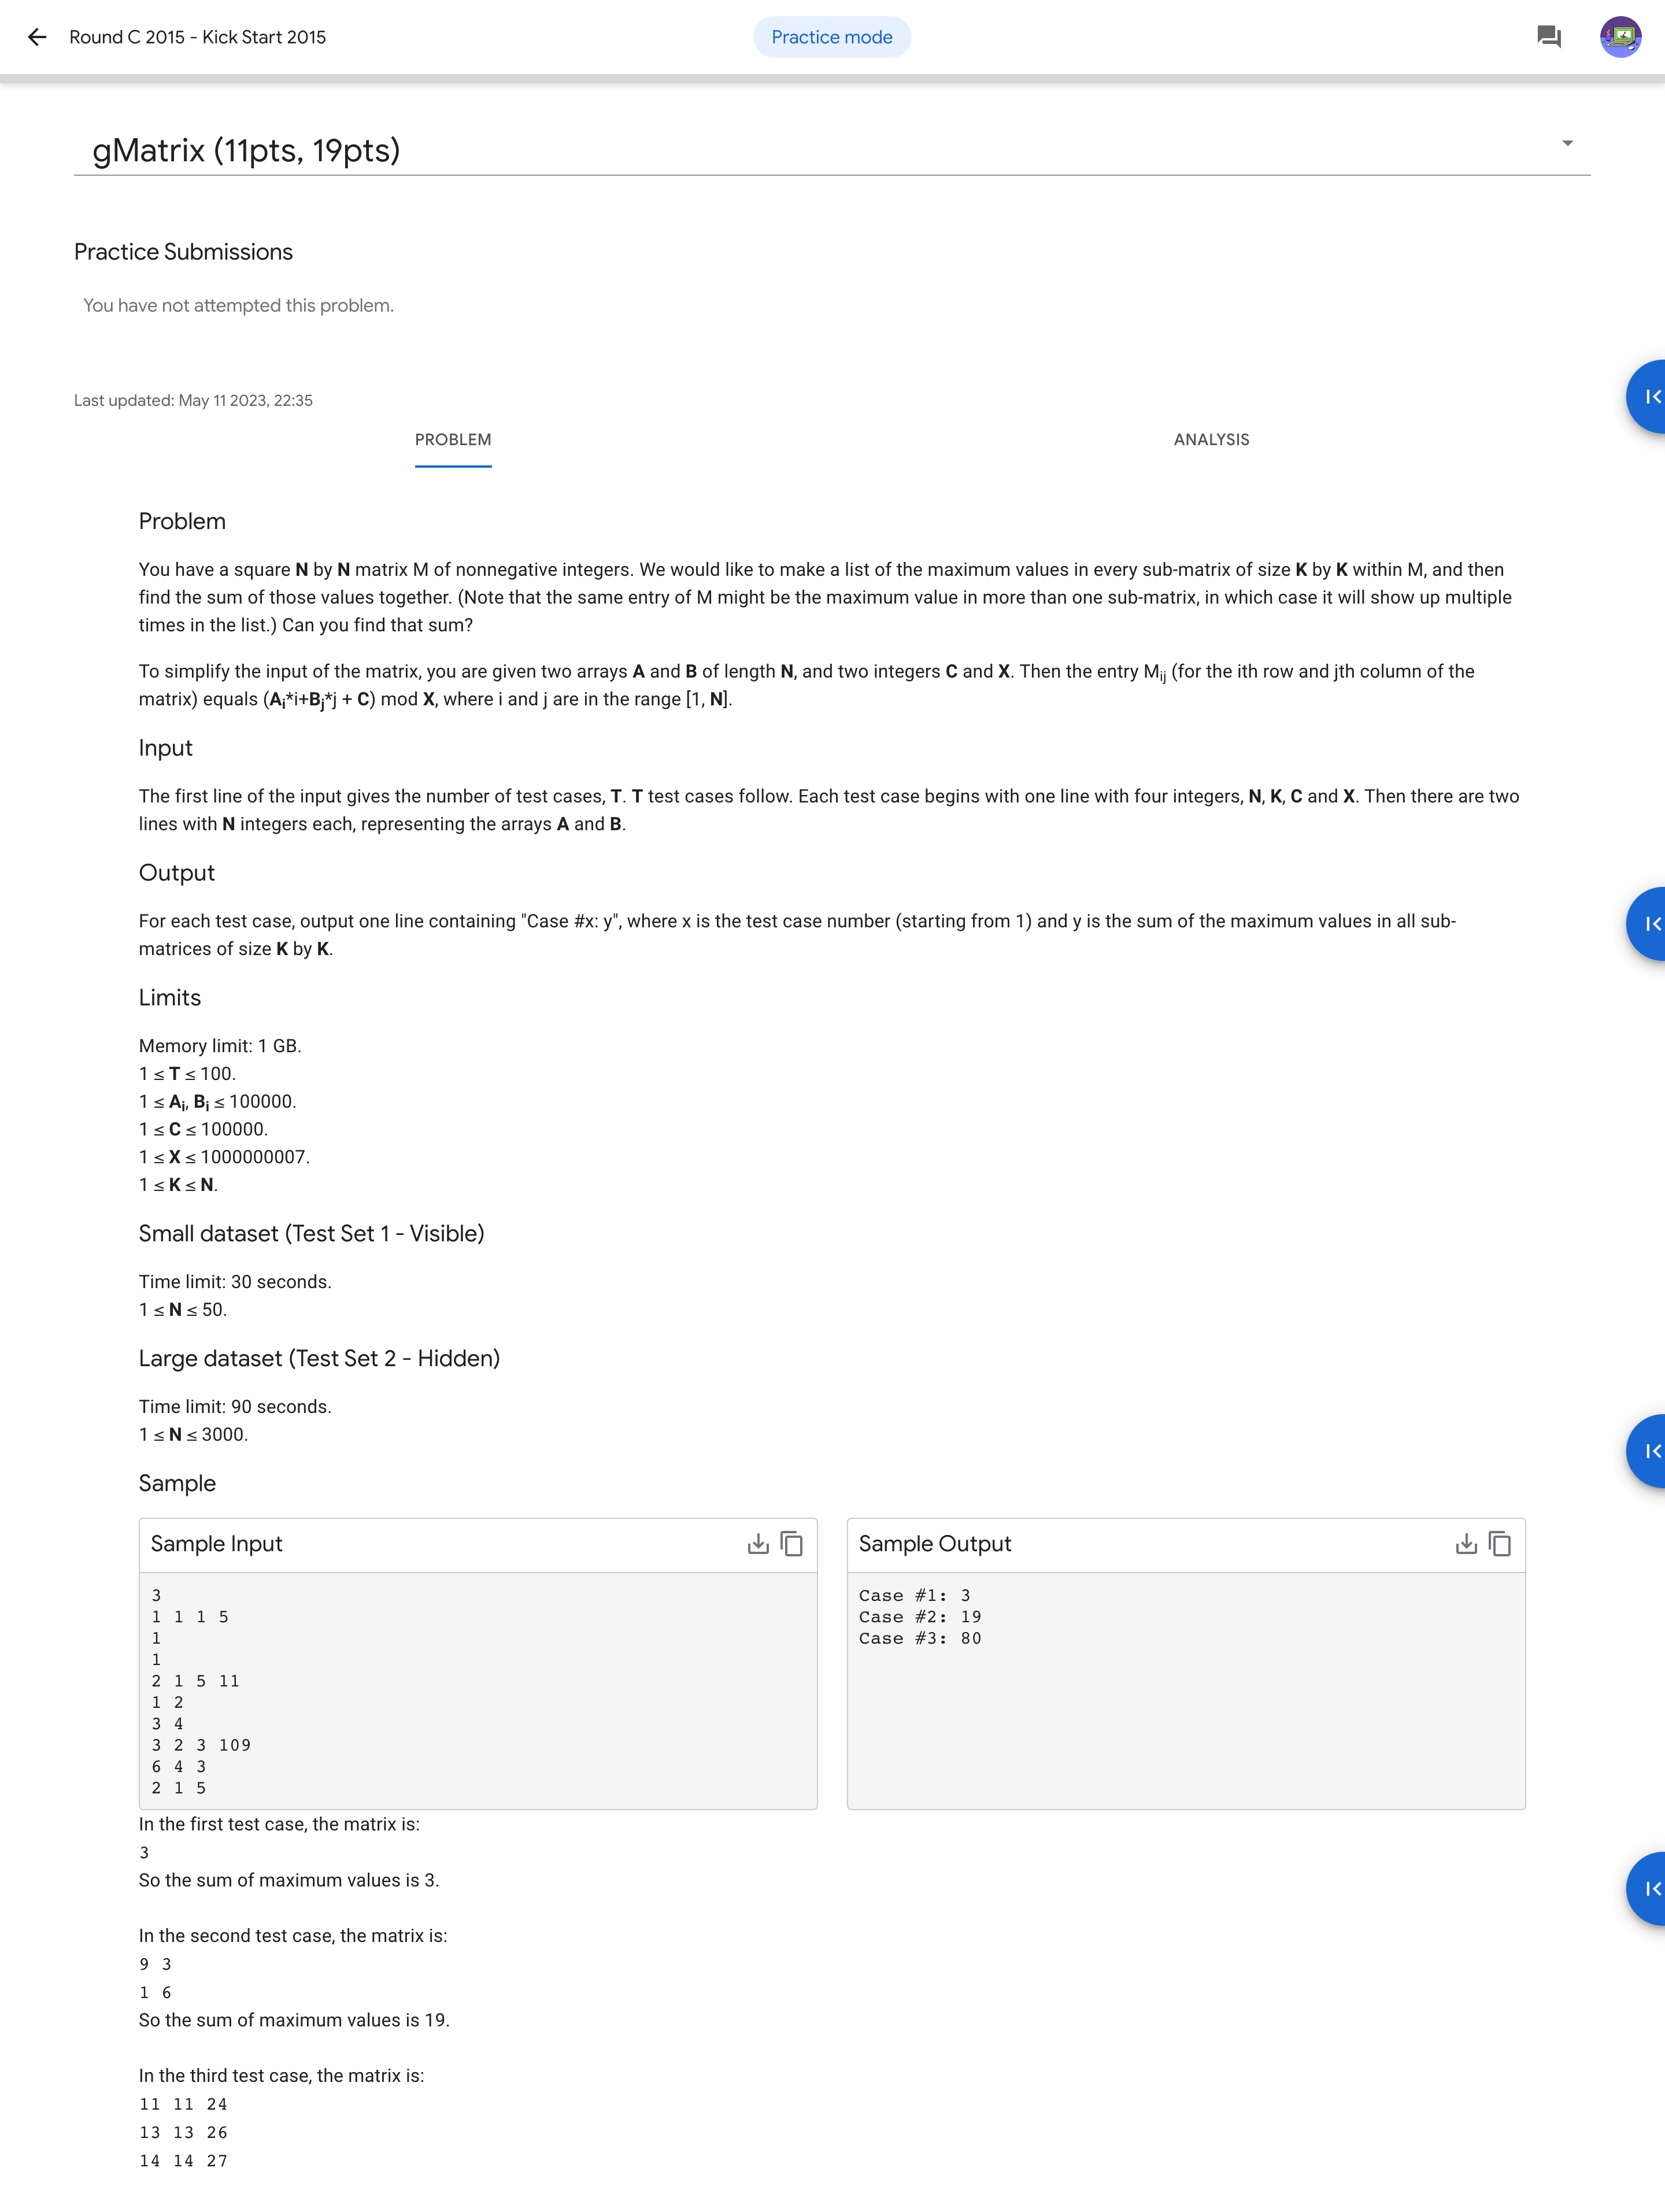 Round C 2015 - Kick Start 2015
Practice mode
gMatrix (11pts, 19pts)
Practice Submissions
You have not attempted this problem.
Last updated: May 11 2023, 22:35
PROBLEM
ANALYSIS
Problem
You have a square N by N matrix M of nonnegative integers. We would like to make a list of the maximum values in every sub-matrix of size K by K within M, and then
find the sum of those values together. (Note that the same entry of M might be the maximum value in more than one sub-matrix, in which case it will show up multiple
times in the list.) Can you find that sum?
To simplify the input of the matrix, you are given two arrays A and B of length N, and two integers C and X. Then the entry Mij (for the ith row and jth column of the
matrix) equals (Ai*i+Bj*j + C) mod X, where i and j are in the range [1, N].
Input
The first line of the input gives the number of test cases, T. T test cases follow. Each test case begins with one line with four integers, N, K, C and X. Then there are two
lines with N integers each, representing the arrays A and B.
Output
For each test case, output one line containing "Case #x: y", where x is the test case number (starting from 1) and y is the sum of the maximum values in all sub-
matrices of size K by K.
Limits
Memory limit: 1 GB.
1 ≤ T ≤ 100.
1 ≤ Ai, Bi ≤ 100000.
1 ≤ C ≤ 100000.
1 ≤ X ≤ 1000000007.
1 ≤ K ≤ N.
Small dataset (Test Set 1 - Visible)
Time limit: 30 seconds.
1 ≤ N ≤ 50.
Large dataset (Test Set 2 - Hidden)
Time limit: 90 seconds.
1 ≤ N ≤ 3000.
Sample
Sample Input
3
1 1 1 5
1
1
2 1 5 11
1 2
3 4
3 2 3 109
6 4 3
2 1 5
Sample Output
Case #1: 3
Case #2: 19
Case #3: 80
In the first test case, the matrix is:
3
So the sum of maximum values is 3.
In the second test case, the matrix is:
9 3
1 6
So the sum of maximum values is 19.
In the third test case, the matrix is:
11 11 24
13 13 26
14 14 27